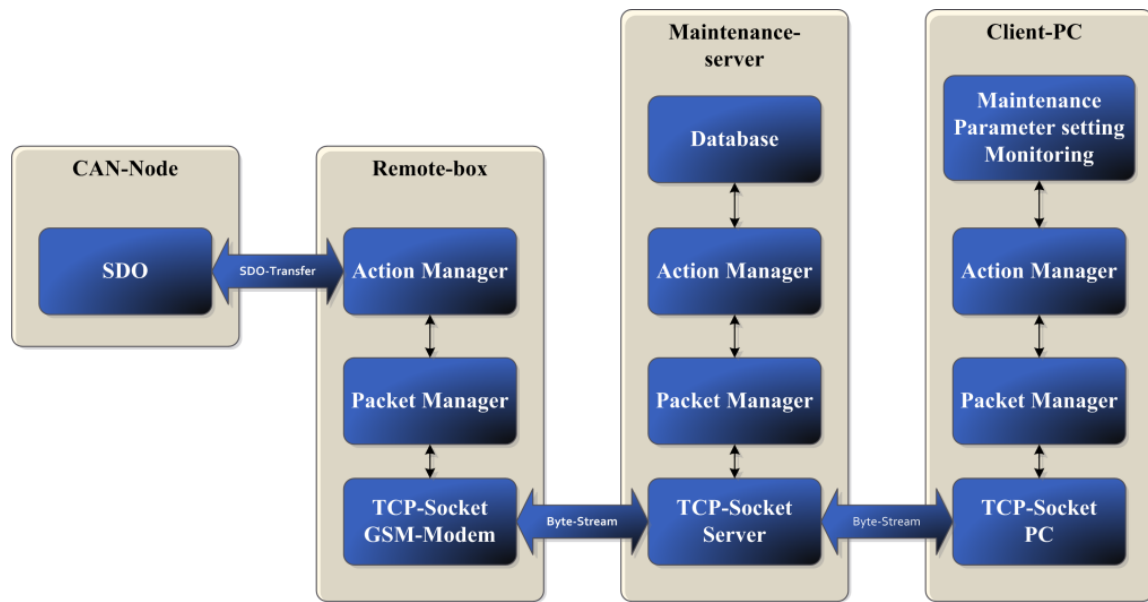 CAN-Node
SDO
SDO-Transfer
Remote-box
Action Manager
Packet Manager
TCP-Socket
GSM-Modem
Byte-Stream
Maintenance-
server
Database
Action Manager
Packet Manager
TCP-Socket
Server
Byte-Stream
Client-PC
Maintenance
Parameter setting
Monitoring
Action Manager
Packet Manager
TCP-Socket
PC